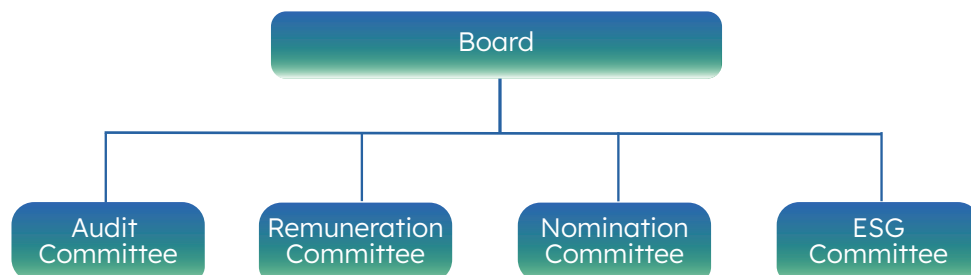 Board
Audit
Committee
Remuneration
Committee
Nomination
Committee
ESG
Committee